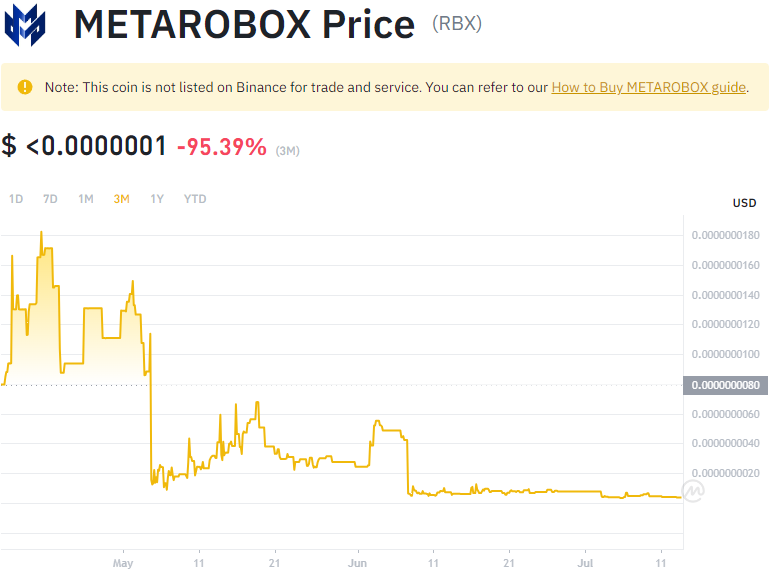 METAROBOX Price (RBX)
Note: This coin is not listed on Binance for trade and service. You can refer to our How to Buy METAROBOX guide.
$ <0.0000001 -95.39% (3M)
1D 7D 1M 3M 1Y YTD
USD
0.0000000180
0.0000000160
0.0000000140
0.0000000120
0.0000000100
0.0000000080
0.0000000060
0.0000000040
0.0000000020
May 11 21 Jun 11 21 Jul 11